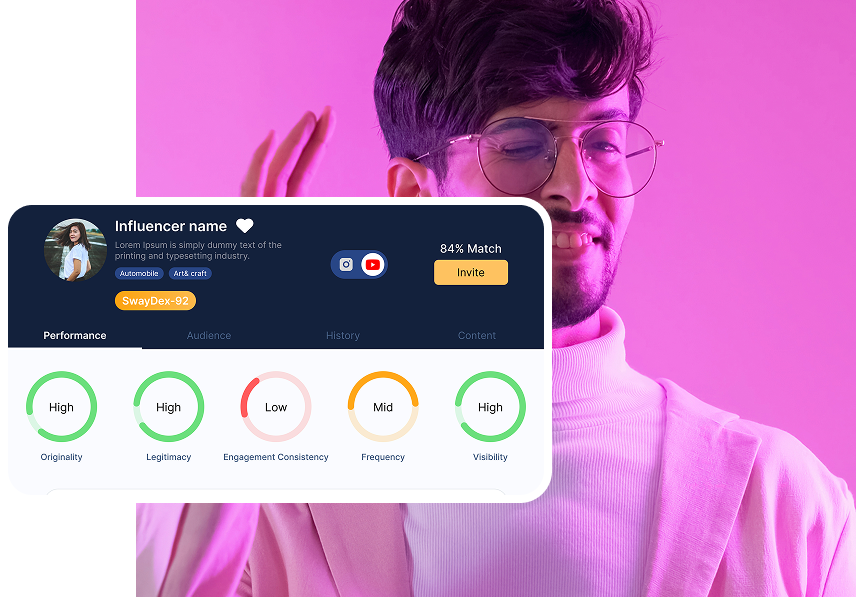 Influencer name
Lorem Ipsum is simply dummy text of the
printing and typesetting industry.
Automobile Art& craft
SwayDex-92
84% Match
Invite
Performance Audience History Content
High High Low Mid High
Originality Legitimacy Engagement Consistency Frequency Visibility